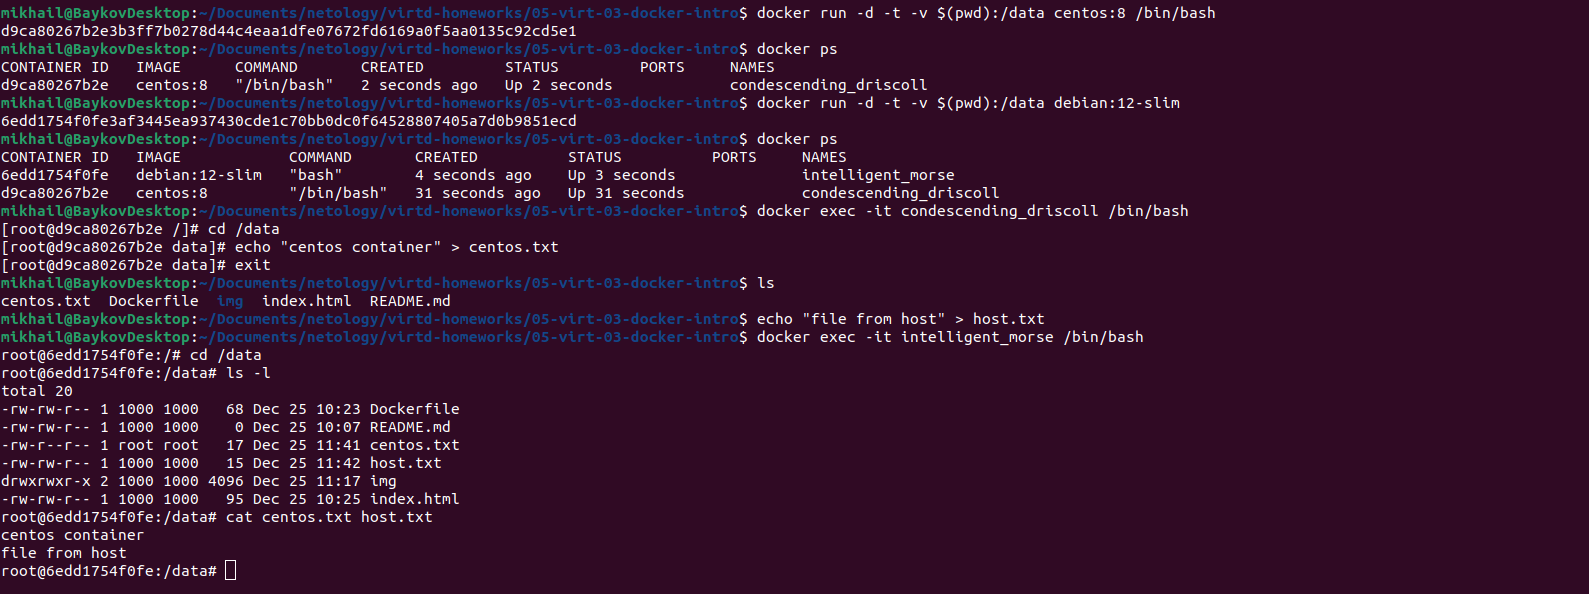 mikhail@BaykovDesktop:~/Documents/netology/virtd-homeworks/05-virt-03-docker-intro$ docker run -d -t -v $(pwd):/data centos:8 /bin/bash
d9ca80267b2e3b3ff7b0278d44c4eaa1dfe07672fd6169a0f5aa0135c92cd5e1
mikhail@BaykovDesktop:~/Documents/netology/virtd-homeworks/05-virt-03-docker-intro$ docker ps
CONTAINER ID   IMAGE      COMMAND       CREATED         STATUS         PORTS     NAMES
d9ca80267b2e   centos:8   "/bin/bash"   2 seconds ago   Up 2 seconds             condescending_driscoll
mikhail@BaykovDesktop:~/Documents/netology/virtd-homeworks/05-virt-03-docker-intro$ docker run -d -t -v $(pwd):/data debian:12-slim
6edd1754f0fe3af3445ea937430cde1c70bb0dc0f64528807405a7d0b9851ecd
mikhail@BaykovDesktop:~/Documents/netology/virtd-homeworks/05-virt-03-docker-intro$ docker ps
CONTAINER ID   IMAGE            COMMAND       CREATED          STATUS          PORTS     NAMES
6edd1754f0fe   debian:12-slim   "bash"        4 seconds ago    Up 3 seconds              intelligent_morse
d9ca80267b2e   centos:8         "/bin/bash"   31 seconds ago   Up 31 seconds             condescending_driscoll
mikhail@BaykovDesktop:~/Documents/netology/virtd-homeworks/05-virt-03-docker-intro$ docker exec -it condescending_driscoll /bin/bash
[root@d9ca80267b2e /]# cd /data
[root@d9ca80267b2e data]# echo "centos container" > centos.txt
[root@d9ca80267b2e data]# exit
mikhail@BaykovDesktop:~/Documents/netology/virtd-homeworks/05-virt-03-docker-intro$ ls
centos.txt  Dockerfile  img  index.html  README.md
mikhail@BaykovDesktop:~/Documents/netology/virtd-homeworks/05-virt-03-docker-intro$ echo "file from host" > host.txt
mikhail@BaykovDesktop:~/Documents/netology/virtd-homeworks/05-virt-03-docker-intro$ docker exec -it intelligent_morse /bin/bash
root@6edd1754f0fe:/# cd /data
root@6edd1754f0fe:/data# ls -l
total 20
-rw-rw-r-- 1 1000 1000   68 Dec 25 10:23 Dockerfile
-rw-rw-r-- 1 1000 1000    0 Dec 25 10:07 README.md
-rw-r--r-- 1 root root   17 Dec 25 11:41 centos.txt
-rw-rw-r-- 1 1000 1000   15 Dec 25 11:42 host.txt
drwxrwxr-x 2 1000 1000 4096 Dec 25 11:17 img
-rw-rw-r-- 1 1000 1000   95 Dec 25 10:25 index.html
root@6edd1754f0fe:/data# cat centos.txt host.txt
centos container
file from host
root@6edd1754f0fe:/data#